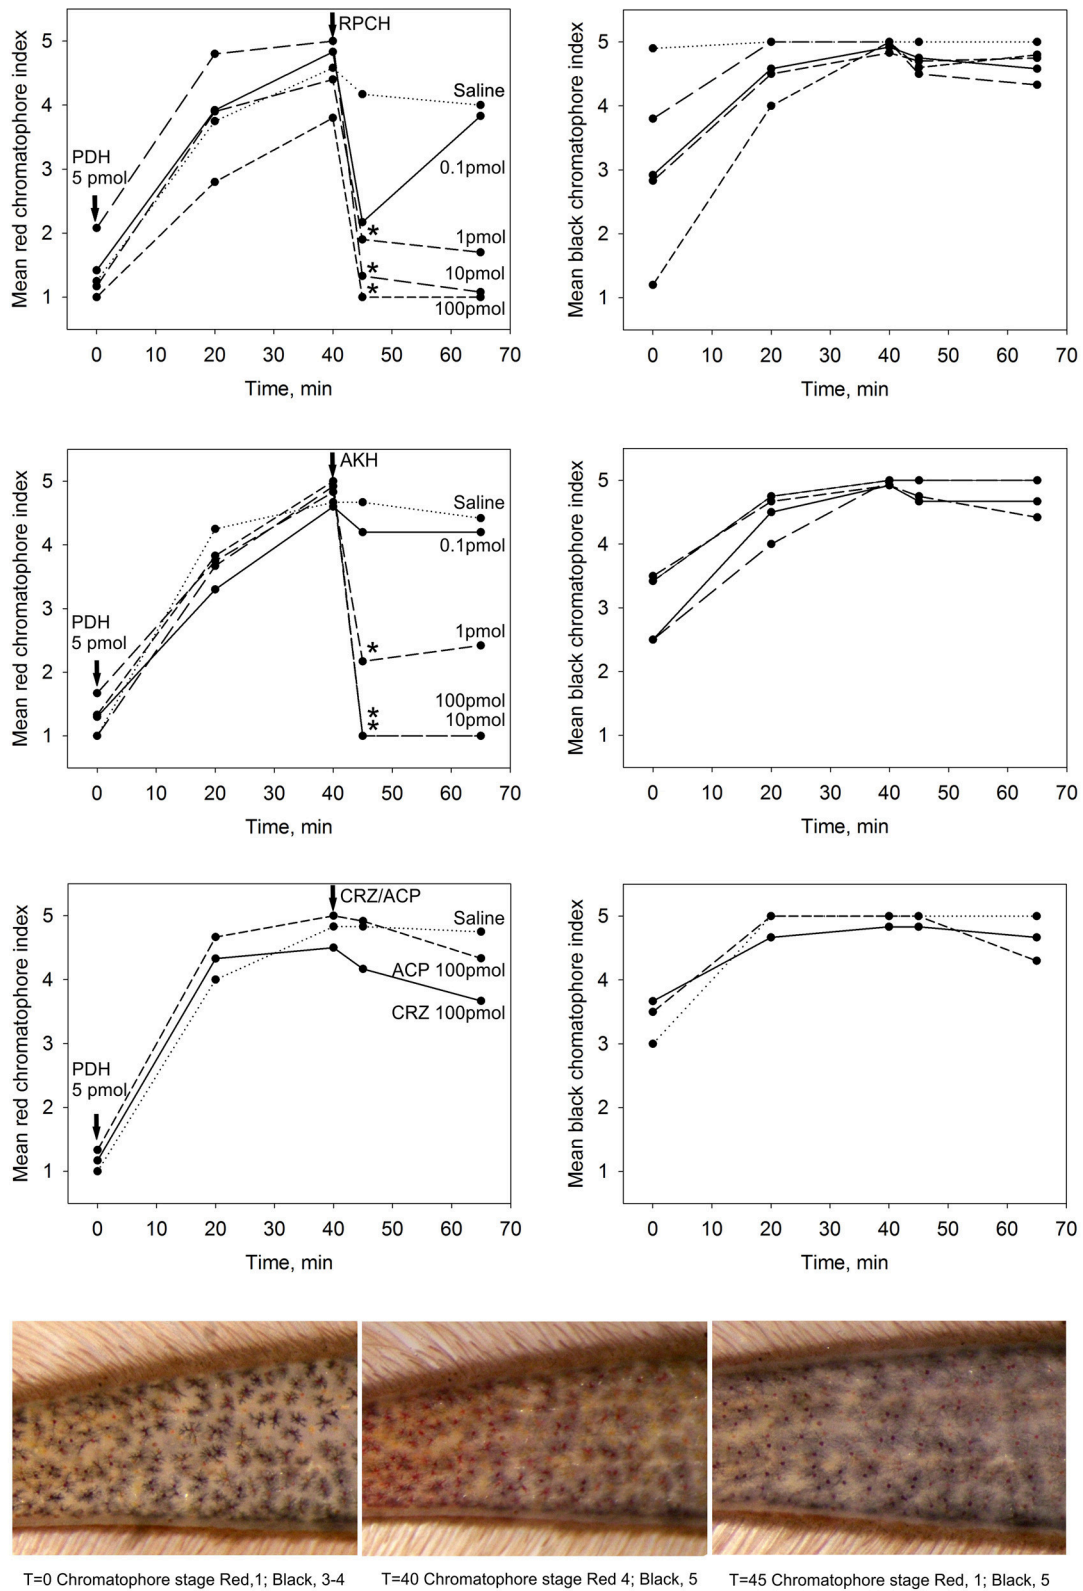 Mean red chromatophore index
5
4
3
2
1
RPCH
Saline
0.1pmol
1pmol
10pmol
100pmol
PDH
5 pmol
*
*
*
0 10 20 30 40 50 60 70
Time, min
Mean black chromatophore index
5
4
3
2
1
0 10 20 30 40 50 60 70
Time, min
Mean red chromatophore index
5
4
3
2
1
AKH
Saline
0.1pmol
1pmol
100pmol
10pmol
PDH
5 pmol
*
*
*
0 10 20 30 40 50 60 70
Time, min
Mean black chromatophore index
5
4
3
2
1
0 10 20 30 40 50 60 70
Time, min
Mean red chromatophore index
5
4
3
2
1
CRZ/ACP
Saline
ACP 100pmol
CRZ 100pmol
PDH
5 pmol
0 10 20 30 40 50 60 70
Time, min
Mean black chomatophore index
5
4
3
2
1
0 10 20 30 40 50 60 70
Time, min
T=0 Chromatophore stage Red,1; Black, 3-4
T=40 Chromatophore stage Red 4; Black, 5
T=45 Chromatophore stage Red, 1; Black, 5